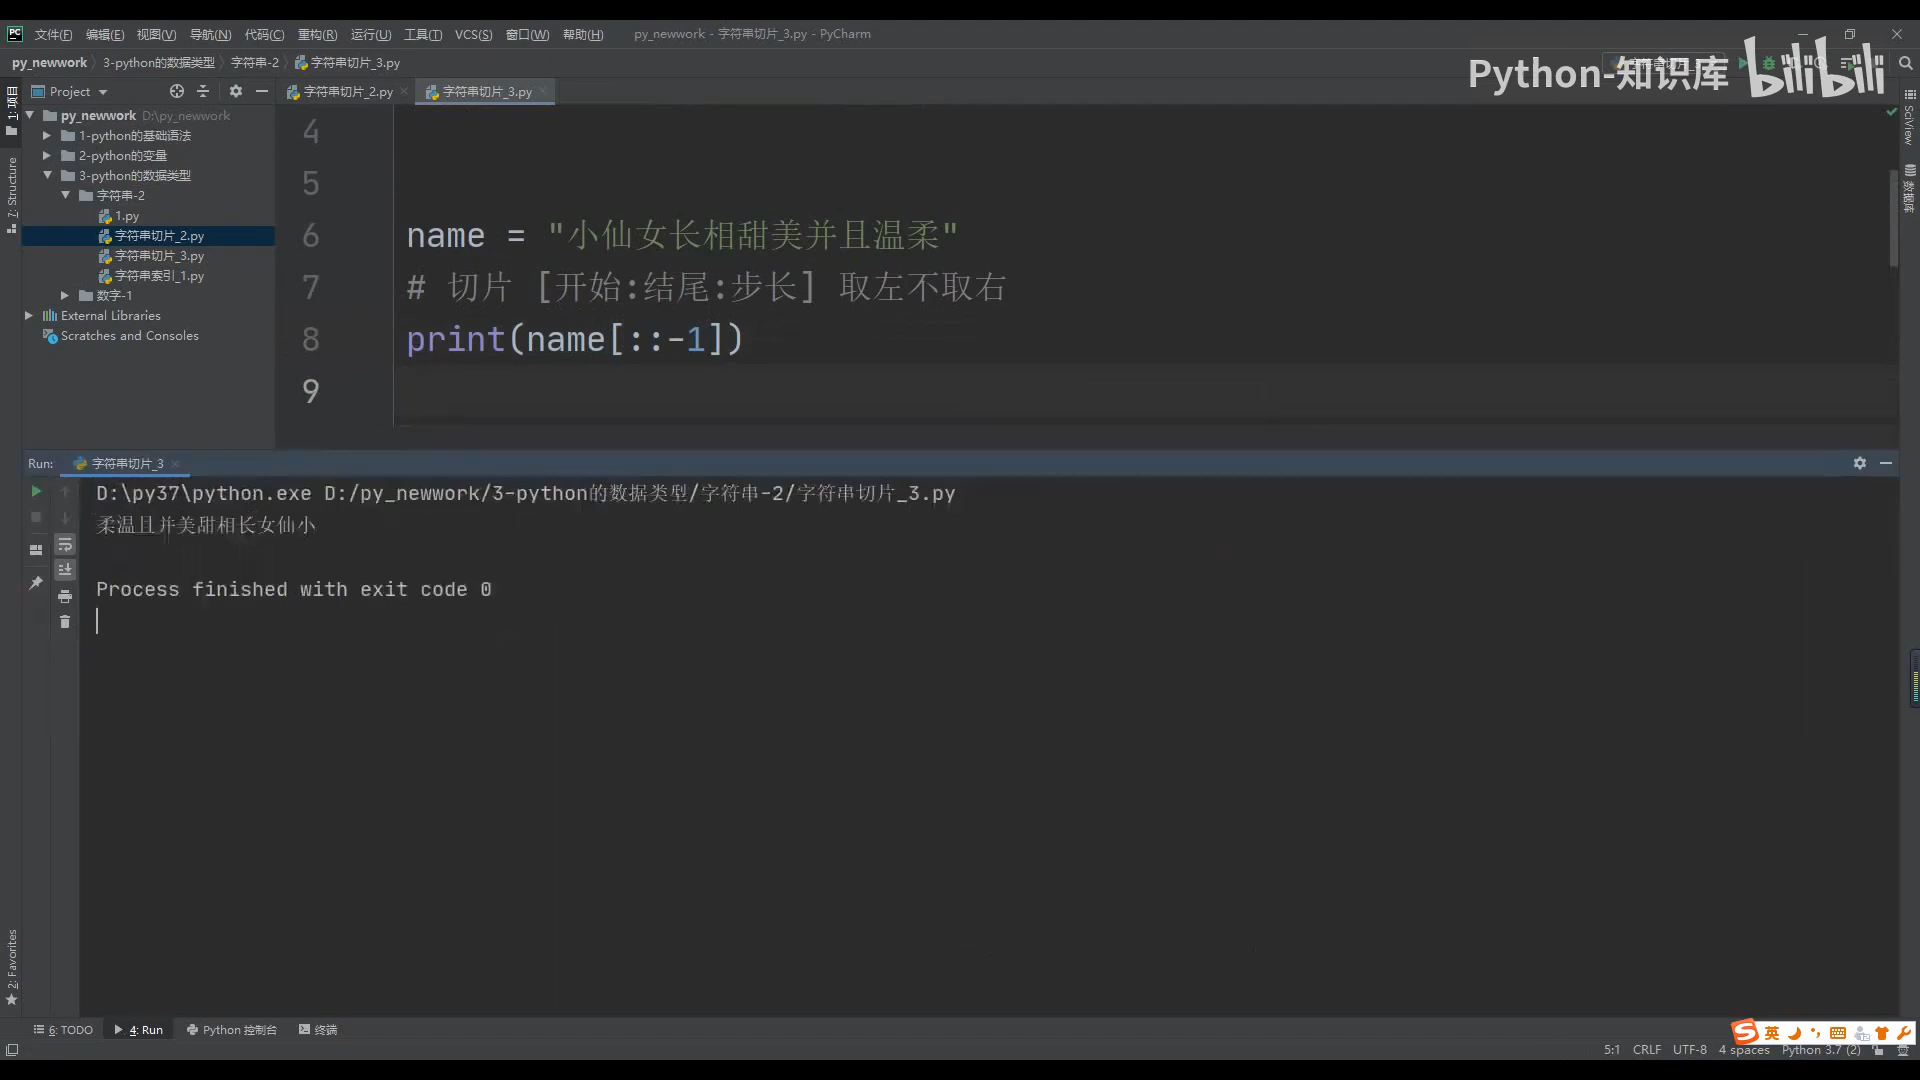 文件(F) 编辑(E) 视图(V) 导航(N) 代码(C) 重构(R) 运行(U) 工具(T) VCS(S) 窗口(W) 帮助(H) py_newwork - 字符串切片_3.py - PyCharm
py_newwork 3-python的数据类型 字符串-2 字符串切片_3.py
Python-知识库 bilibili
1: 项目
Project
字符串切片_2.py
字符串切片_3.py
py_newwork D:\py_newwork
1-python的基础语法
2-python的变量
3-python的数据类型
字符串-2
1.py
字符串切片_2.py
字符串切片_3.py
字符串索引_1.py
数字-1
External Libraries
Scratches and Consoles
7: Structure
SciView
数据库
4
5
6 name = "小仙女长相甜美并且温柔"
7 # 切片 [开始:结尾:步长] 取左不取右
8 print(name[::-1])
9
Run: 字符串切片_3
D:\py37\python.exe D:/py_newwork/3-python的数据类型/字符串-2/字符串切片_3.py
柔温且并美甜相长女仙小
Process finished with exit code 0
2: Favorites
6: TODO 4: Run Python 控制台 终端
英
5:1 CRLF UTF-8 4 spaces Python 3.7 (2)